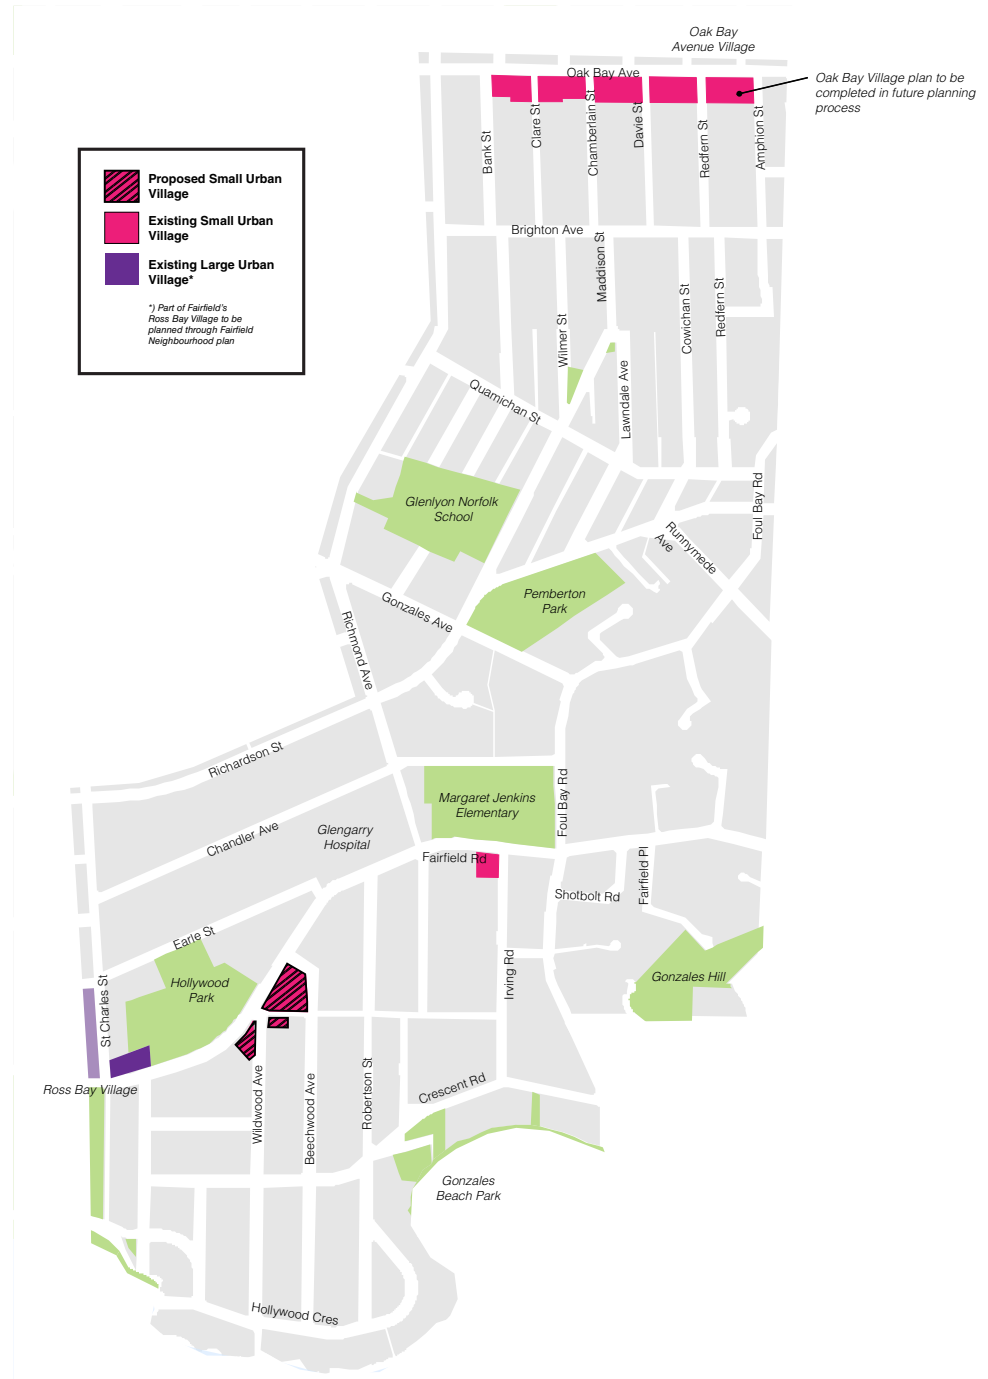 Oak Bay
Avenue Village
Oak Bay Ave
Oak Bay Village plan to be
completed in future planning
process
Bank St
Clare St
Chamberlain St
Davie St
Redfern St
Amphion St
Proposed Small Urban
Village
Existing Small Urban
Village
Existing Large Urban
Village*
*) Part of Fairfield's
Ross Bay Village to be
planned through Fairfield
Neighbourhood plan
Brighton Ave
Maddison St
Wilmer St
Cowichan St
Redfern St
Lawndale Ave
Quamichan St
Glenlyon Norfolk
School
Foul Bay Rd
Runnymede
Ave
Pemberton
Park
Gonzales Ave
Richmond Ave
Richardson St
Margaret Jenkins
Elementary
Foul Bay Rd
Chandler Ave
Glengarry
Hospital
Fairfield Rd
Shotbolt Rd
Fairfield Pl
Earle St
Hollywood
Park
Irving Rd
Gonzales Hill
St Charles St
Ross Bay Village
Wildwood Ave
Beechwood Ave
Robertson St
Crescent Rd
Gonzales
Beach Park
Hollywood Cres